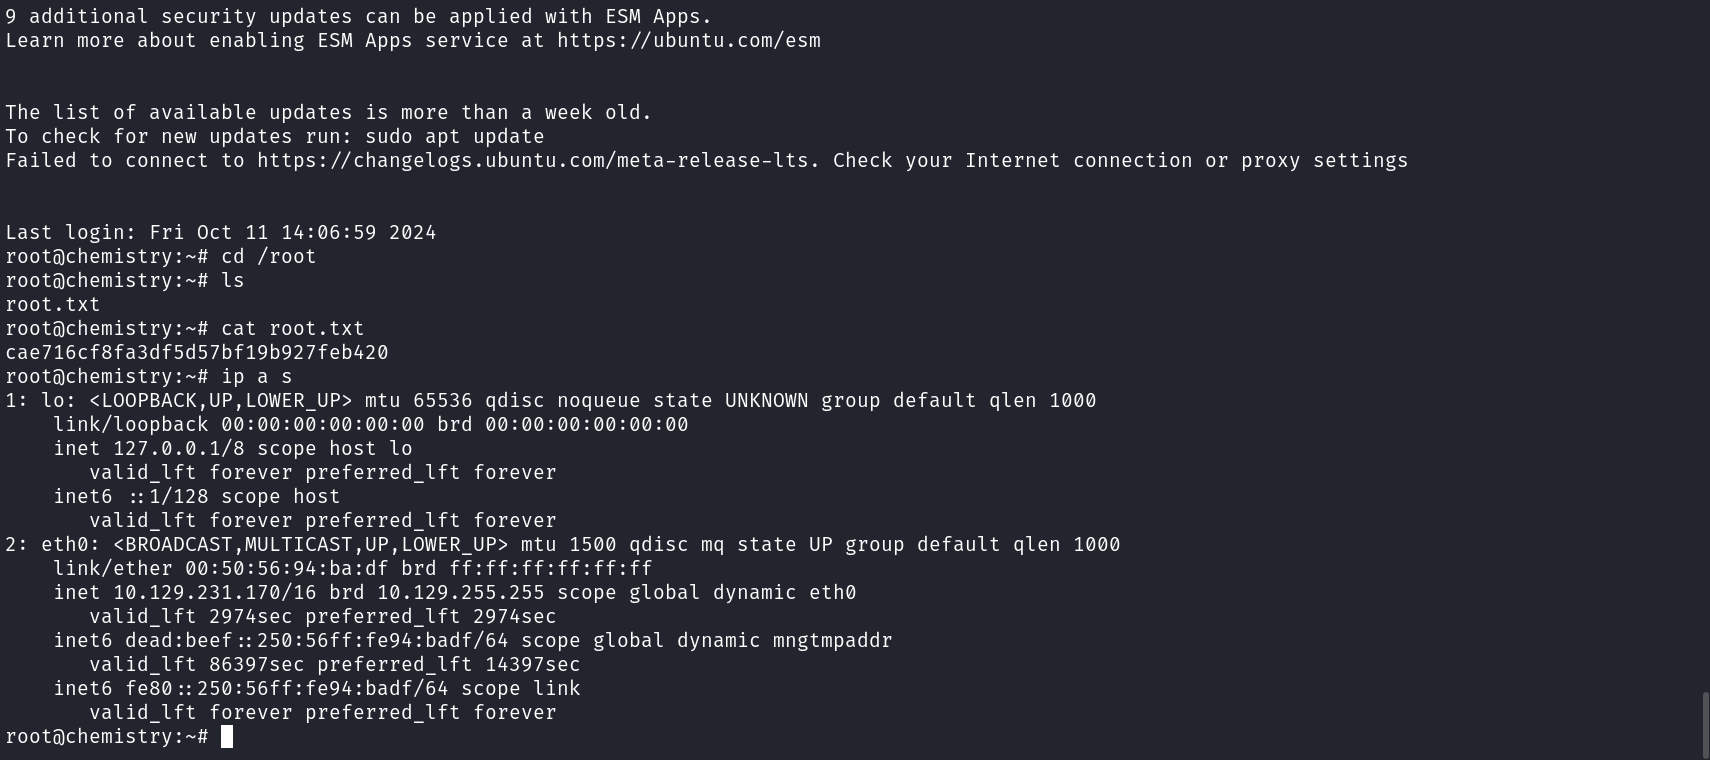 9 additional security updates can be applied with ESM Apps.
Learn more about enabling ESM Apps service at https://ubuntu.com/esm
The list of available updates is more than a week old.
To check for new updates run: sudo apt update
Failed to connect to https://changelogs.ubuntu.com/meta-release-lts. Check your Internet connection or proxy settings
Last login: Fri Oct 11 14:06:59 2024
root@chemistry:~# cd /root
root@chemistry:~# ls
root.txt
root@chemistry:~# cat root.txt
cae716cf8fa3df5d57bf19b927feb420
root@chemistry:~# ip a s
1: lo: <LOOPBACK,UP,LOWER_UP> mtu 65536 qdisc noqueue state UNKNOWN group default qlen 1000
    link/loopback 00:00:00:00:00:00 brd 00:00:00:00:00:00
    inet 127.0.0.1/8 scope host lo
       valid_lft forever preferred_lft forever
    inet6 ::1/128 scope host
       valid_lft forever preferred_lft forever
2: eth0: <BROADCAST,MULTICAST,UP,LOWER_UP> mtu 1500 qdisc mq state UP group default qlen 1000
    link/ether 00:50:56:94:ba:df brd ff:ff:ff:ff:ff:ff
    inet 10.129.231.170/16 brd 10.129.255.255 scope global dynamic eth0
       valid_lft 2974sec preferred_lft 2974sec
    inet6 dead:beef::250:56ff:fe94:badf/64 scope global dynamic mngtmpaddr
       valid_lft 86397sec preferred_lft 14397sec
    inet6 fe80::250:56ff:fe94:badf/64 scope link
       valid_lft forever preferred_lft forever
root@chemistry:~#